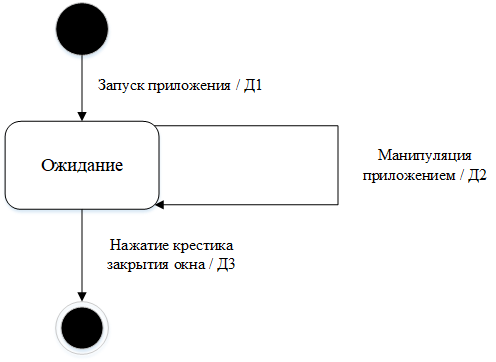 Запуск приложения / Д1
Ожидание
Манипуляция
приложением / Д2
Нажатие крестика
закрытия окна / Д3